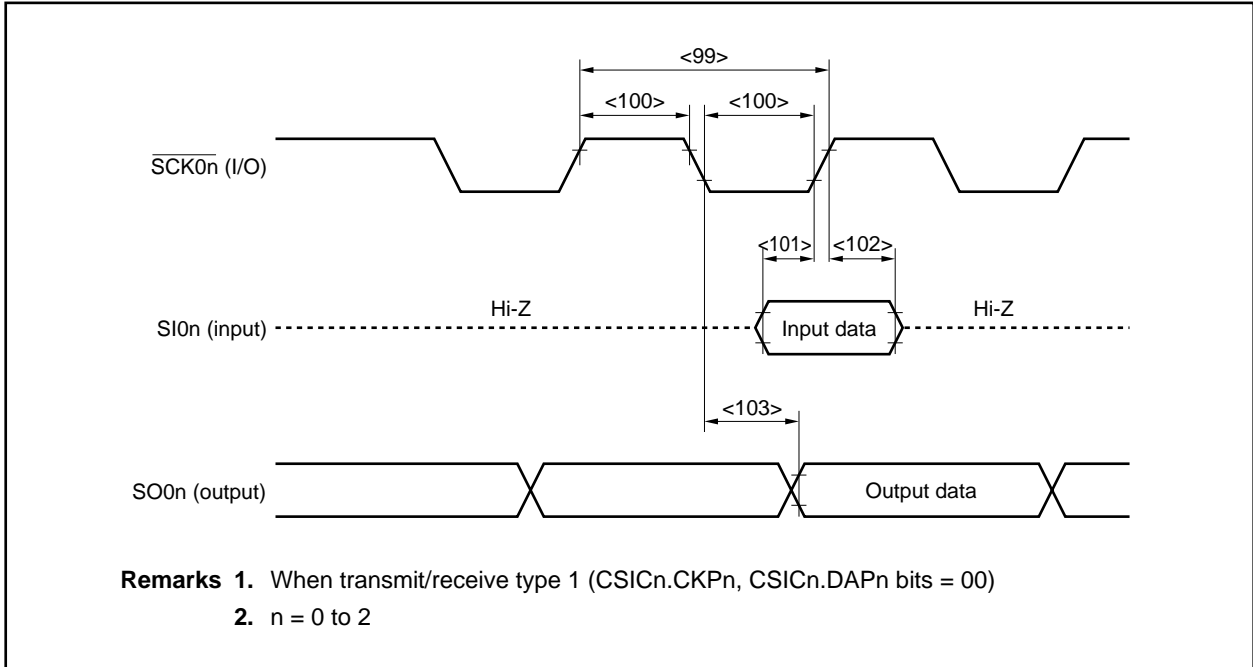 <99>
<100> <100>
SCK0n (I/O)
<101> <102>
Hi-Z Hi-Z
SI0n (input) Input data
<103>
SO0n (output) Output data
Remarks 1. When transmit/receive type 1 (CSICn.CKPn, CSICn.DAPn bits = 00)
2. n = 0 to 2